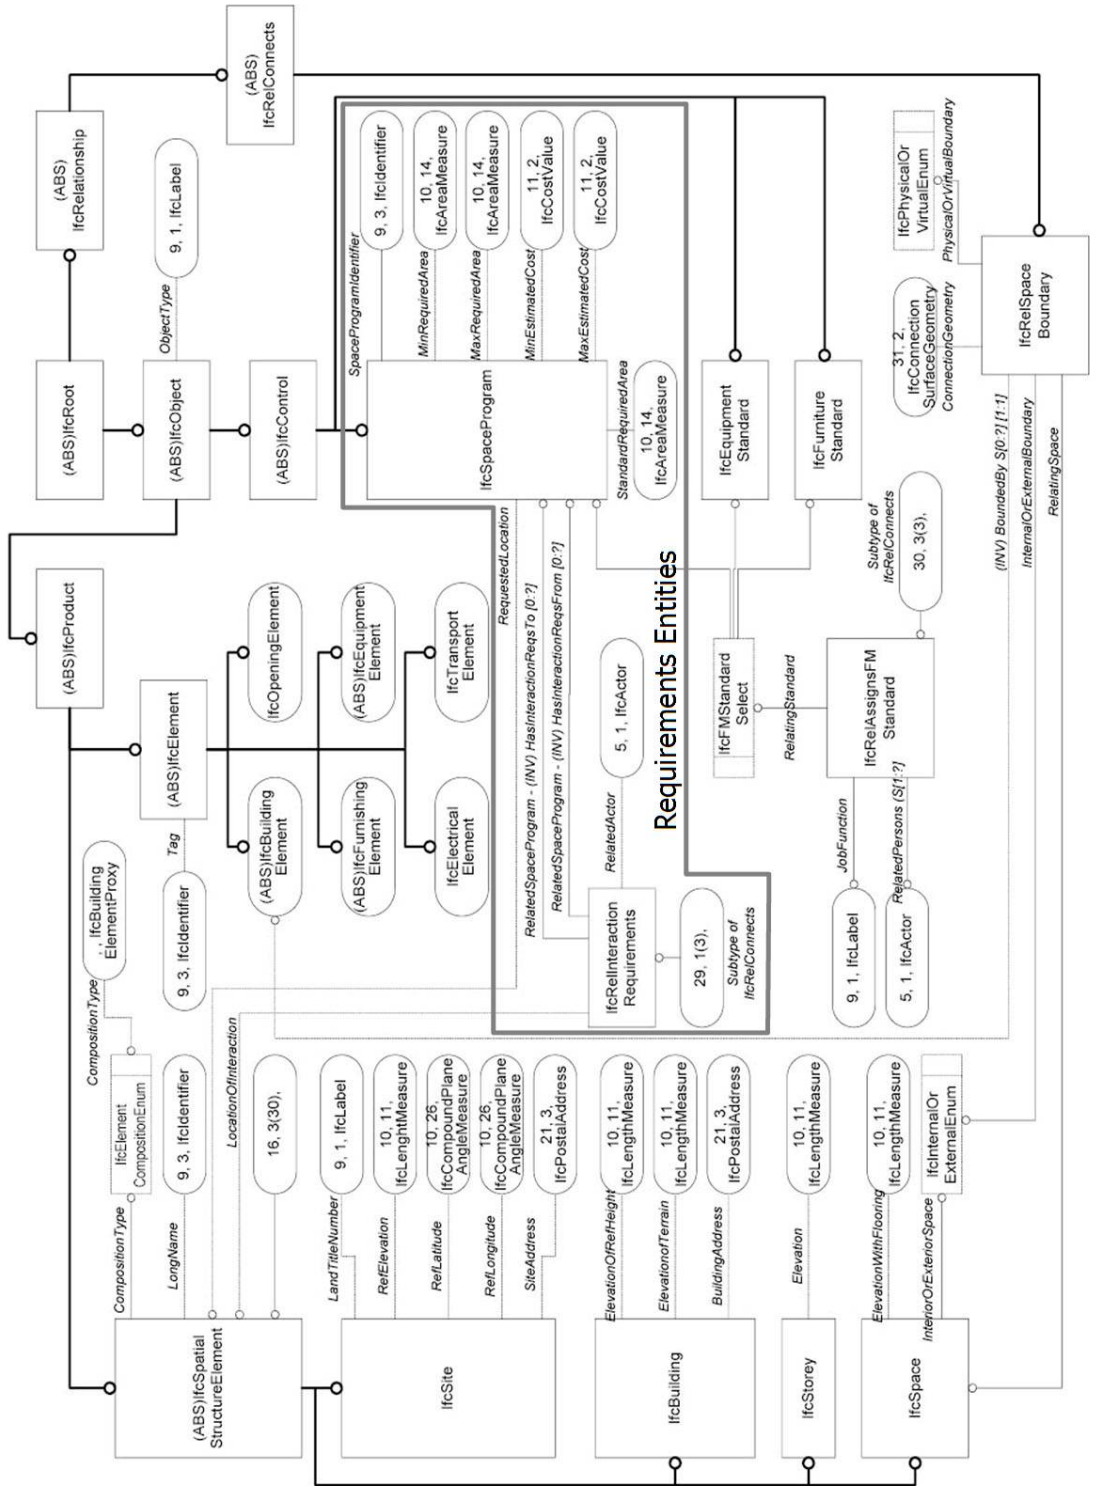 (ABS)
IfcRelationship
(ABS)
IfcRelConnects
(ABS)IfcRoot
ObjectType
9, 1, IfcLabel
(ABS)IfcObject
(ABS)IfcControl
(ABS)IfcProduct
(ABS)IfcElement
Tag
9, 3, IfcIdentifier
, , IfcBuilding
ElementProxy
CompositionType
IfcElement
CompositionEnum
CompositionType
LongName
9, 3, IfcIdentifier
LocationOfInteraction
16, 3(30),
(ABS)IfcSpatial
StructureElement
(ABS)IfcBuilding
Element
IfcOpeningElement
(ABS)IfcFurnishing
Element
(ABS)IfcEquipment
Element
IfcElectrical
Element
IfcTransport
Element
SpaceProgramIdentifier
9, 3, IfcIdentifier
MinRequiredArea
10, 14,
IfcAreaMeasure
MaxRequiredArea
10, 14,
IfcAreaMeasure
MinEstimatedCost
11, 2,
IfcCostValue
MaxEstimatedCost
11, 2,
IfcCostValue
IfcSpaceProgram
StandardRequiredArea
10, 14,
IfcAreaMeasure
RequestedLocation
RelatedSpaceProgram - (INV) HasInteractionReqsTo [0:?]
RelatedSpaceProgram - (INV) HasInteractionReqsFrom [0:?]
RelatedActor
5, 1, IfcActor
IfcRelInteraction
Requirements
29, 1(3),
Subtype of
IfcRelConnects
Requirements Entities
LandTitleNumber
9, 1, IfcLabel
RefElevation
10, 11,
IfcLenghtMeasure
RefLatitude
10, 26,
IfcCompoundPlane
AngleMeasure
RefLongitude
10, 26,
IfcCompoundPlane
AngleMeasure
SiteAddress
21, 3,
IfcPostalAddress
IfcSite
ElevationOfRefHeight
10, 11,
IfcLengthMeasure
ElevationofTerrain
10, 11,
IfcLengthMeasure
BuildingAddress
21, 3,
IfcPostalAddress
IfcBuilding
Elevation
10, 11,
IfcLengthMeasure
IfcStorey
ElevationWithFlooring
10, 11,
IfcLengthMeasure
InteriorOrExteriorSpace
IfcInternalOr
ExternalEnum
IfcSpace
IfcEquipment
Standard
IfcFurniture
Standard
IfcFMStandard
Select
RelatingStandard
IfcRelAssignsFM
Standard
Subtype of
IfcRelConnects
30, 3(3),
JobFunction
9, 1, IfcLabel
RelatedPersons (S[1:?]
5, 1, IfcActor
IfcPhysicalOr
VirtualEnum
PhysicalOrVirtualBoundary
31, 2,
IfcConnection
SurfaceGeometry
ConnectionGeometry
IfcRelSpace
Boundary
(INV) BoundedBy S[0:?] [1:1]
InternalOrExternalBoundary
RelatingSpace